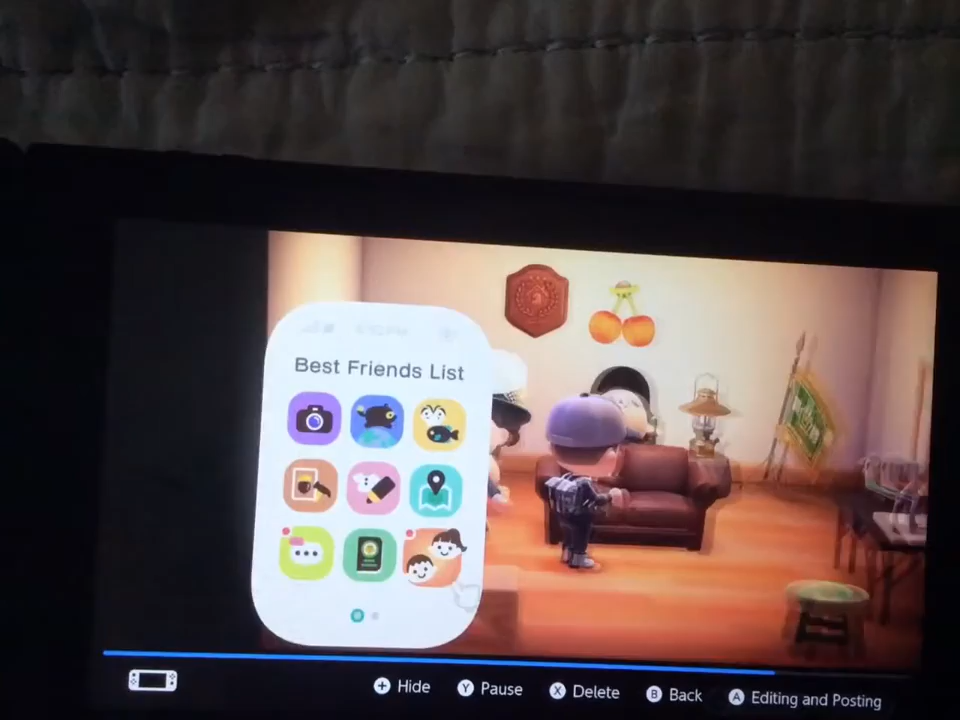 Best Friends List
+ Hide
Y Pause
X Delete
B Back
A Editing and Posting